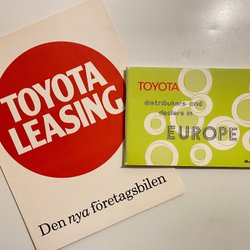 TOYOTA
LEASING
Den nya företagsbilen
TOYOTA
distributors and
dealers in
EUROPE